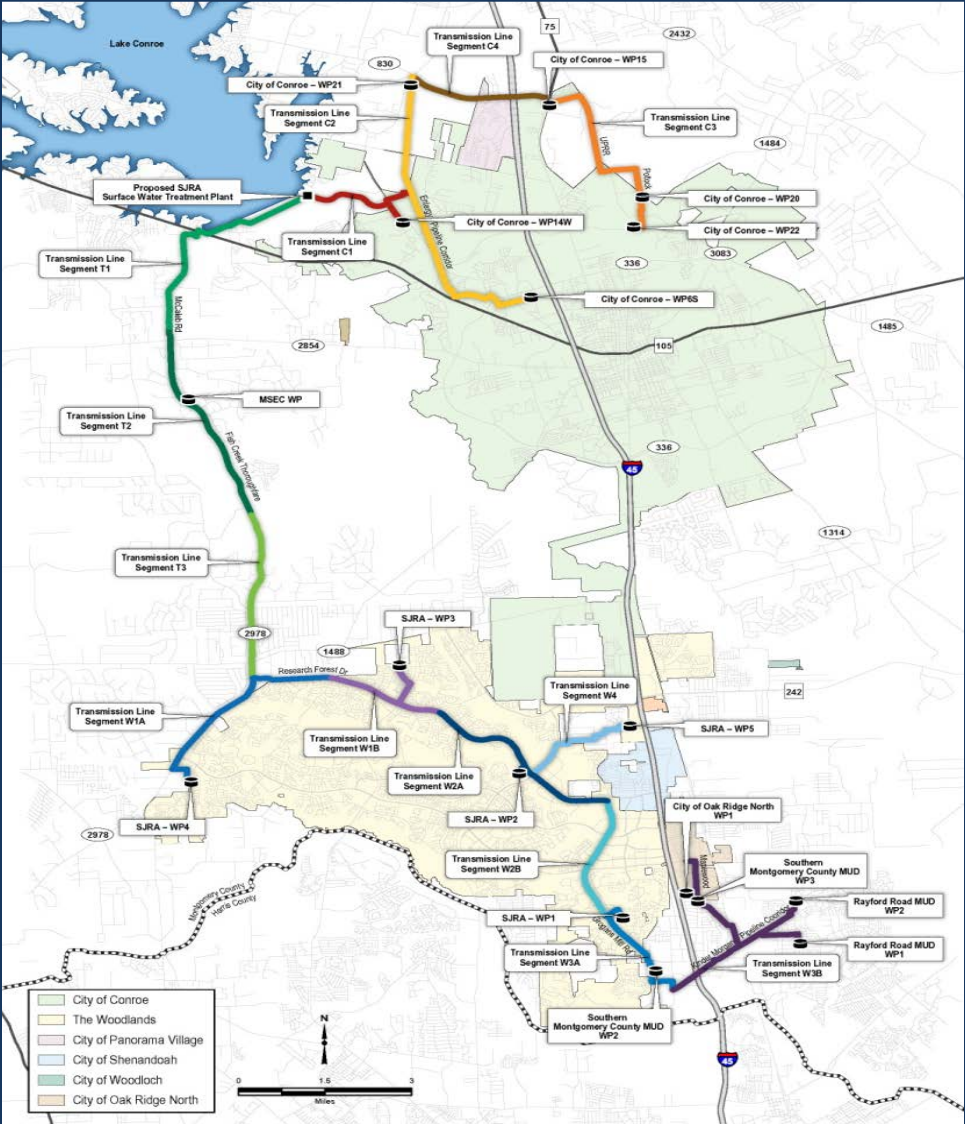 Lake Conroe
75
2432
Transmission Line
Segment C4
830
City of Conroe – WP15
City of Conroe – WP21
Transmission Line
Segment C2
Transmission Line
Segment C3
UPRR
1484
Pollock
Proposed SJRA
Surface Water Treatment Plant
City of Conroe – WP20
City of Conroe – WP14W
City of Conroe – WP22
Entergy Pipeline Corridor
Transmission Line
Segment C1
3083
336
Transmission Line
Segment T1
City of Conroe – WP6S
McCaleb Rd
1485
2854
105
MSEC WP
Transmission Line
Segment T2
Fish Creek Thoroughfare
336
45
1314
Transmission Line
Segment T3
SJRA – WP3
2978
1488
Research Forest Dr
Transmission Line
Segment W4
242
Transmission Line
Segment W1A
SJRA – WP5
Transmission Line
Segment W1B
Transmission Line
Segment W2A
City of Oak Ridge North
WP1
SJRA – WP4
SJRA – WP2
2978
Transmission Line
Segment W2B
Maplewood
Southern
Montgomery County MUD
WP3
Montgomery County
Harris County
Rayford Road MUD
WP2
SJRA – WP1
Grogans Mill Rd
Kinder Morgan Pipeline Corridor
Rayford Road MUD
WP1
Transmission Line
Segment W3A
Transmission Line
Segment W3B
Southern
Montgomery County MUD
WP2
45
City of Conroe
The Woodlands
City of Panorama Village
City of Shenandoah
City of Woodloch
City of Oak Ridge North
N
0 1.5 3
Miles